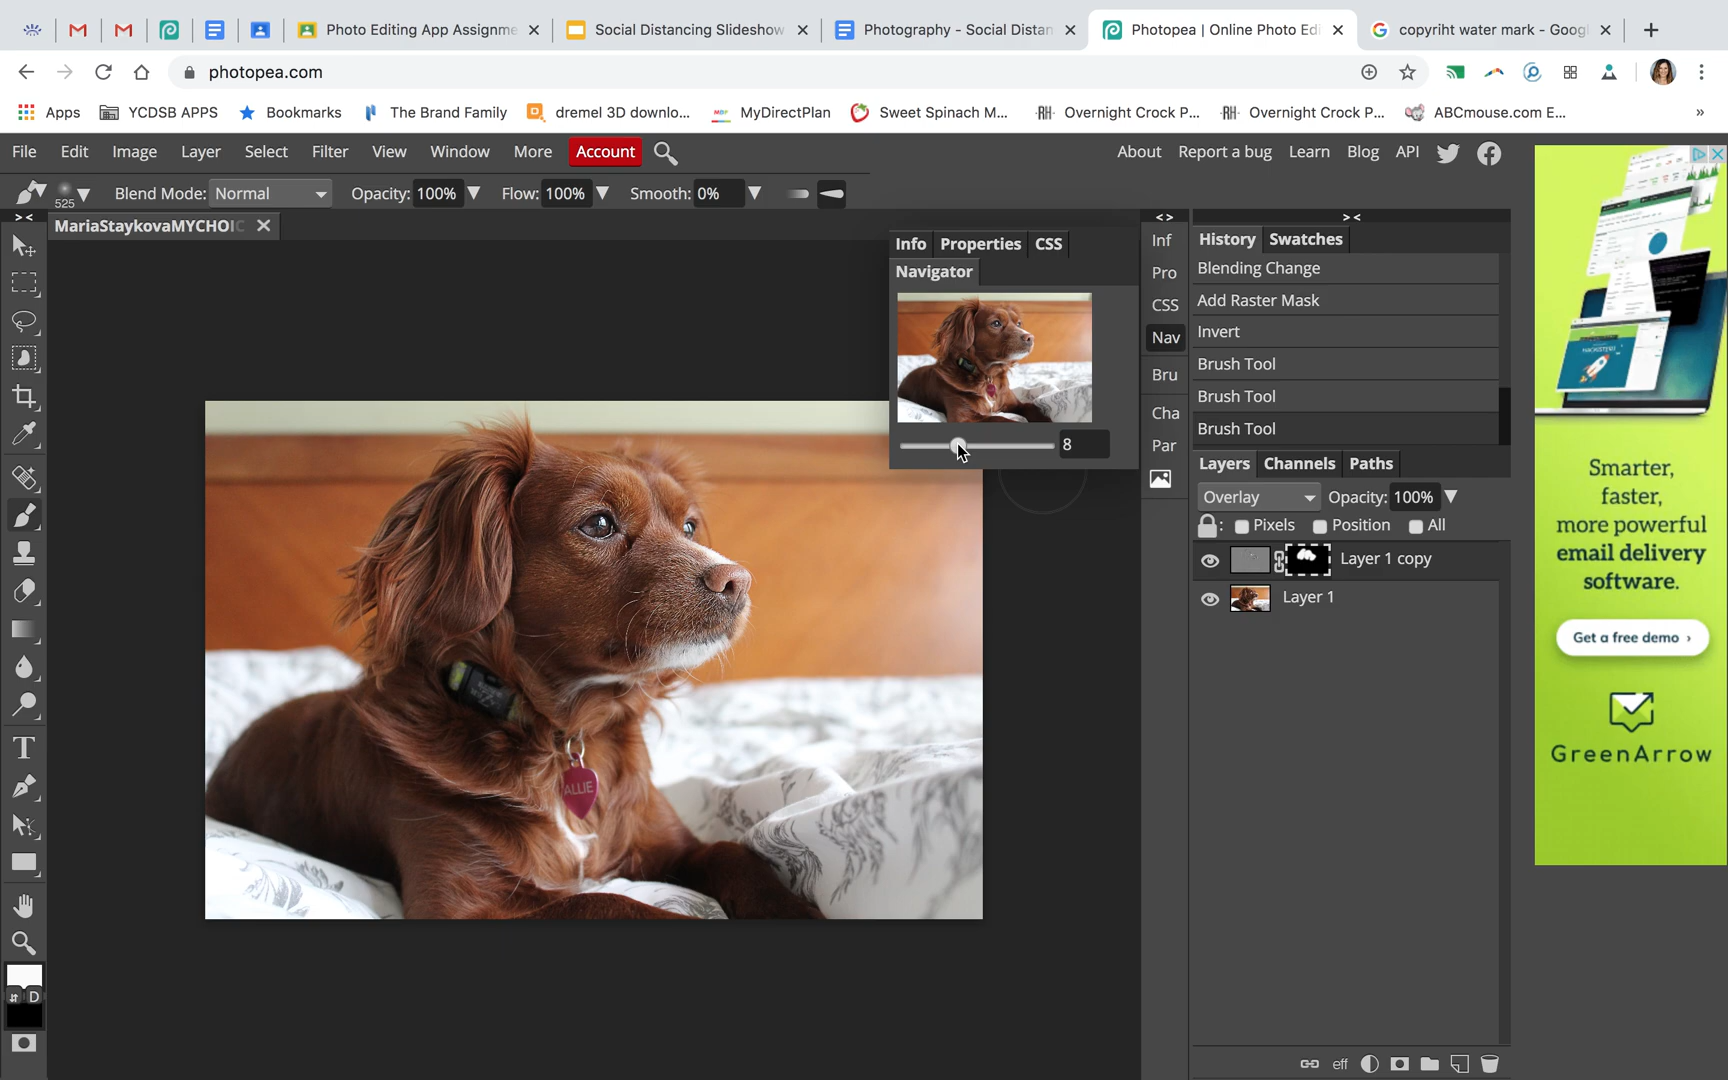 Photo Editing App Assignme
Social Distancing Slideshow
Photography - Social Distan
Photopea | Online Photo Edi
copyriht water mark - Goog
photopea.com
Apps
YCDSB APPS
Bookmarks
The Brand Family
dremel 3D downlo...
MyDirectPlan
Sweet Spinach M...
Overnight Crock P...
Overnight Crock P...
ABCmouse.com E...
»
File Edit Image Layer Select Filter View Window More Account
About Report a bug Learn Blog API
525
Blend Mode: Normal
Opacity: 100%
Flow: 100%
Smooth: 0%
> <
MariaStaykovaMYCHOIC
Info Properties CSS
Navigator
8
< >
Inf
Pro
CSS
Nav
Bru
Cha
Par
> <
History Swatches
Blending Change
Add Raster Mask
Invert
Brush Tool
Brush Tool
Brush Tool
Layers Channels Paths
Overlay Opacity: 100%
: Pixels Position All
Layer 1 copy
Layer 1
eff
T
D
ALLIE
Smarter,
faster,
more powerful
email delivery
software.
Get a free demo ›
GreenArrow